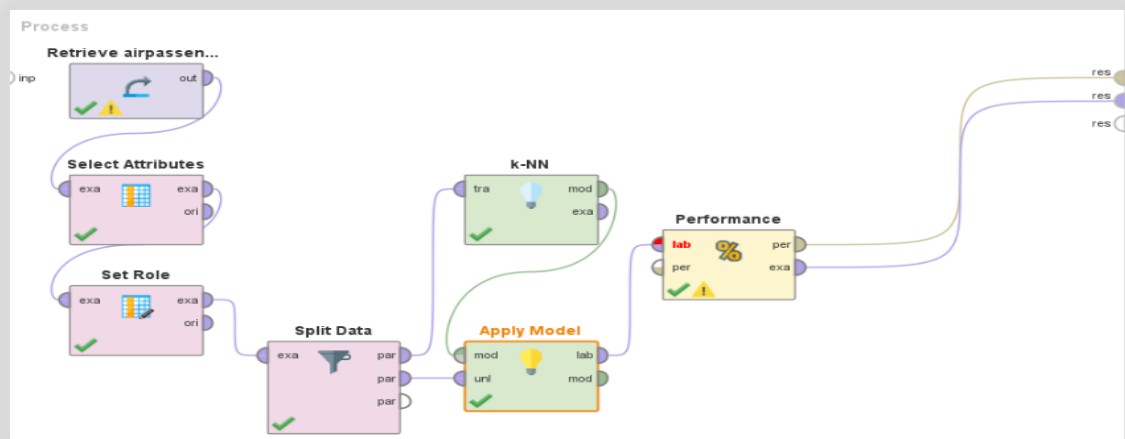 Process
Retrieve airpassen...
inp
out
res
res
res
Select Attributes
exa
exa
ori
k-NN
tra
mod
exa
Performance
lab
per
per
exa
%
Set Role
exa
exa
ori
Split Data
exa
par
par
par
Apply Model
mod
lab
unl
mod